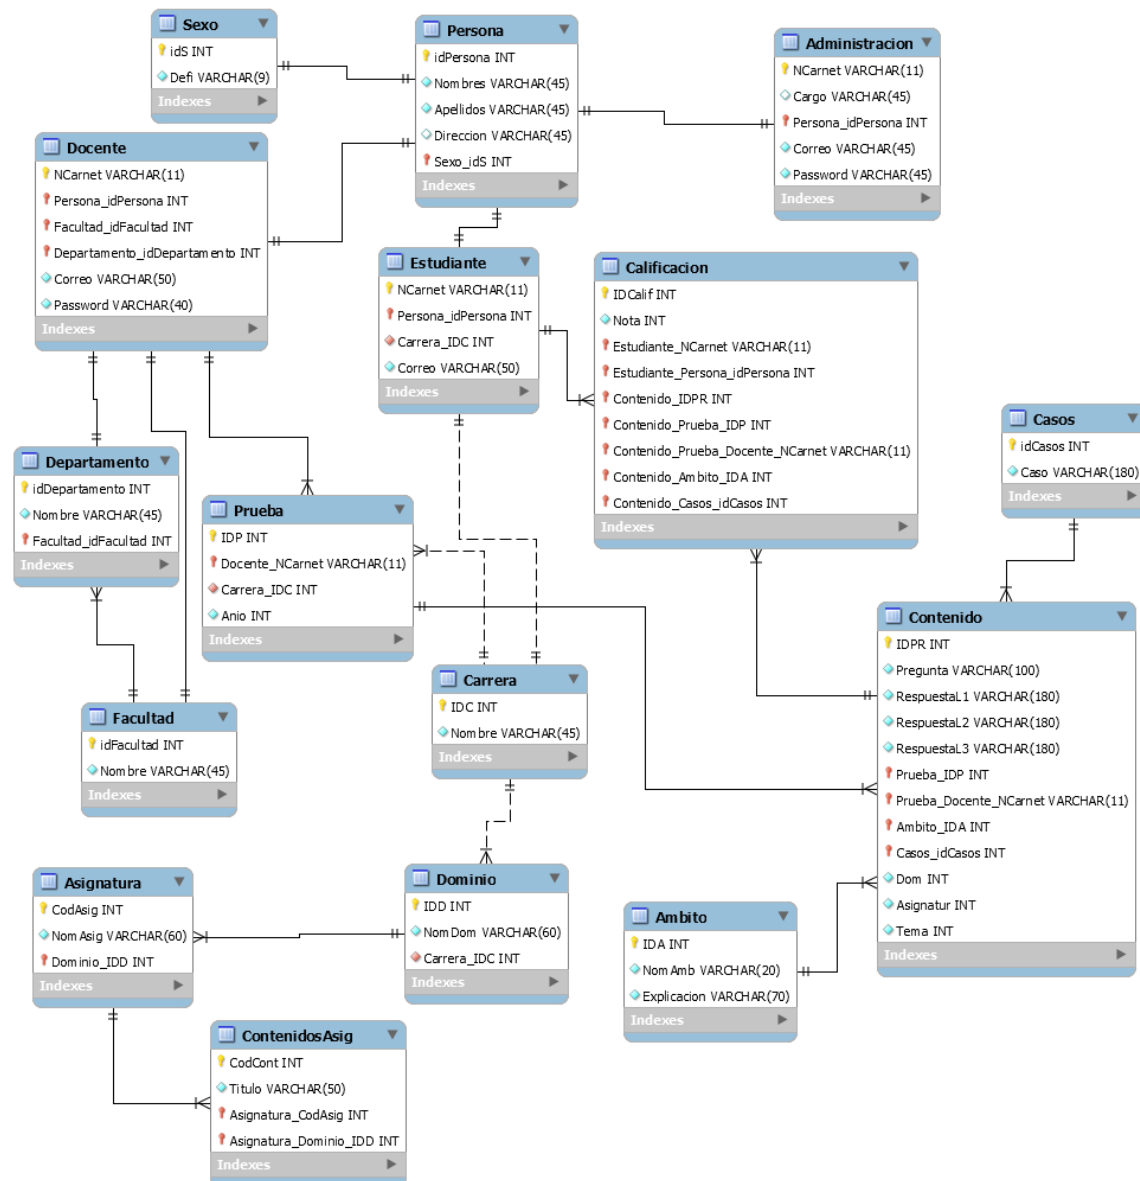 Sexo
idS INT
Defi VARCHAR(9)
Indexes
Persona
idPersona INT
Nombres VARCHAR(45)
Apellidos VARCHAR(45)
Direccion VARCHAR(45)
Sexo_idS INT
Indexes
Administracion
NCarnet VARCHAR(11)
Cargo VARCHAR(45)
Persona_idPersona INT
Correo VARCHAR(45)
Password VARCHAR(45)
Indexes
Docente
NCarnet VARCHAR(11)
Persona_idPersona INT
Facultad_idFacultad INT
Departamento_idDepartamento INT
Correo VARCHAR(50)
Password VARCHAR(40)
Indexes
Estudiante
NCarnet VARCHAR(11)
Persona_idPersona INT
Carrera_IDC INT
Correo VARCHAR(50)
Indexes
Calificacion
IDCalif INT
Nota INT
Estudiante_NCarnet VARCHAR(11)
Estudiante_Persona_idPersona INT
Contenido_IDPR INT
Contenido_Prueba_IDP INT
Contenido_Prueba_Docente_NCarnet VARCHAR(11)
Contenido_Ambito_IDA INT
Contenido_Casos_idCasos INT
Indexes
Casos
idCasos INT
Caso VARCHAR(180)
Indexes
Departamento
idDepartamento INT
Nombre VARCHAR(45)
Facultad_idFacultad INT
Indexes
Prueba
IDP INT
Docente_NCarnet VARCHAR(11)
Carrera_IDC INT
Anio INT
Indexes
Contenido
IDPR INT
Pregunta VARCHAR(100)
RespuestaL1 VARCHAR(180)
RespuestaL2 VARCHAR(180)
RespuestaL3 VARCHAR(180)
Prueba_IDP INT
Prueba_Docente_NCarnet VARCHAR(11)
Ambito_IDA INT
Casos_idCasos INT
Dom INT
Asignatur INT
Tema INT
Indexes
Carrera
IDC INT
Nombre VARCHAR(45)
Indexes
Facultad
idFacultad INT
Nombre VARCHAR(45)
Indexes
Asignatura
CodAsig INT
NomAsig VARCHAR(60)
Dominio_IDD INT
Indexes
Dominio
IDD INT
NomDom VARCHAR(60)
Carrera_IDC INT
Indexes
Ambito
IDA INT
NomAmb VARCHAR(20)
Explicacion VARCHAR(70)
Indexes
ContenidosAsig
CodCont INT
Titulo VARCHAR(50)
Asignatura_CodAsig INT
Asignatura_Dominio_IDD INT
Indexes